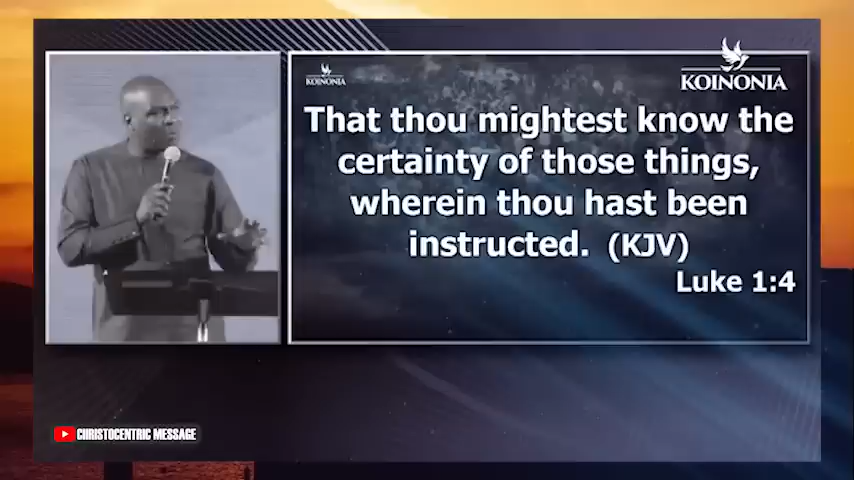 KOINONIA
KOINONIA
That thou mightest know the
certainty of those things,
wherein thou hast been
instructed. (KJV)
Luke 1:4
CHRISTOCENTRIC MESSAGE